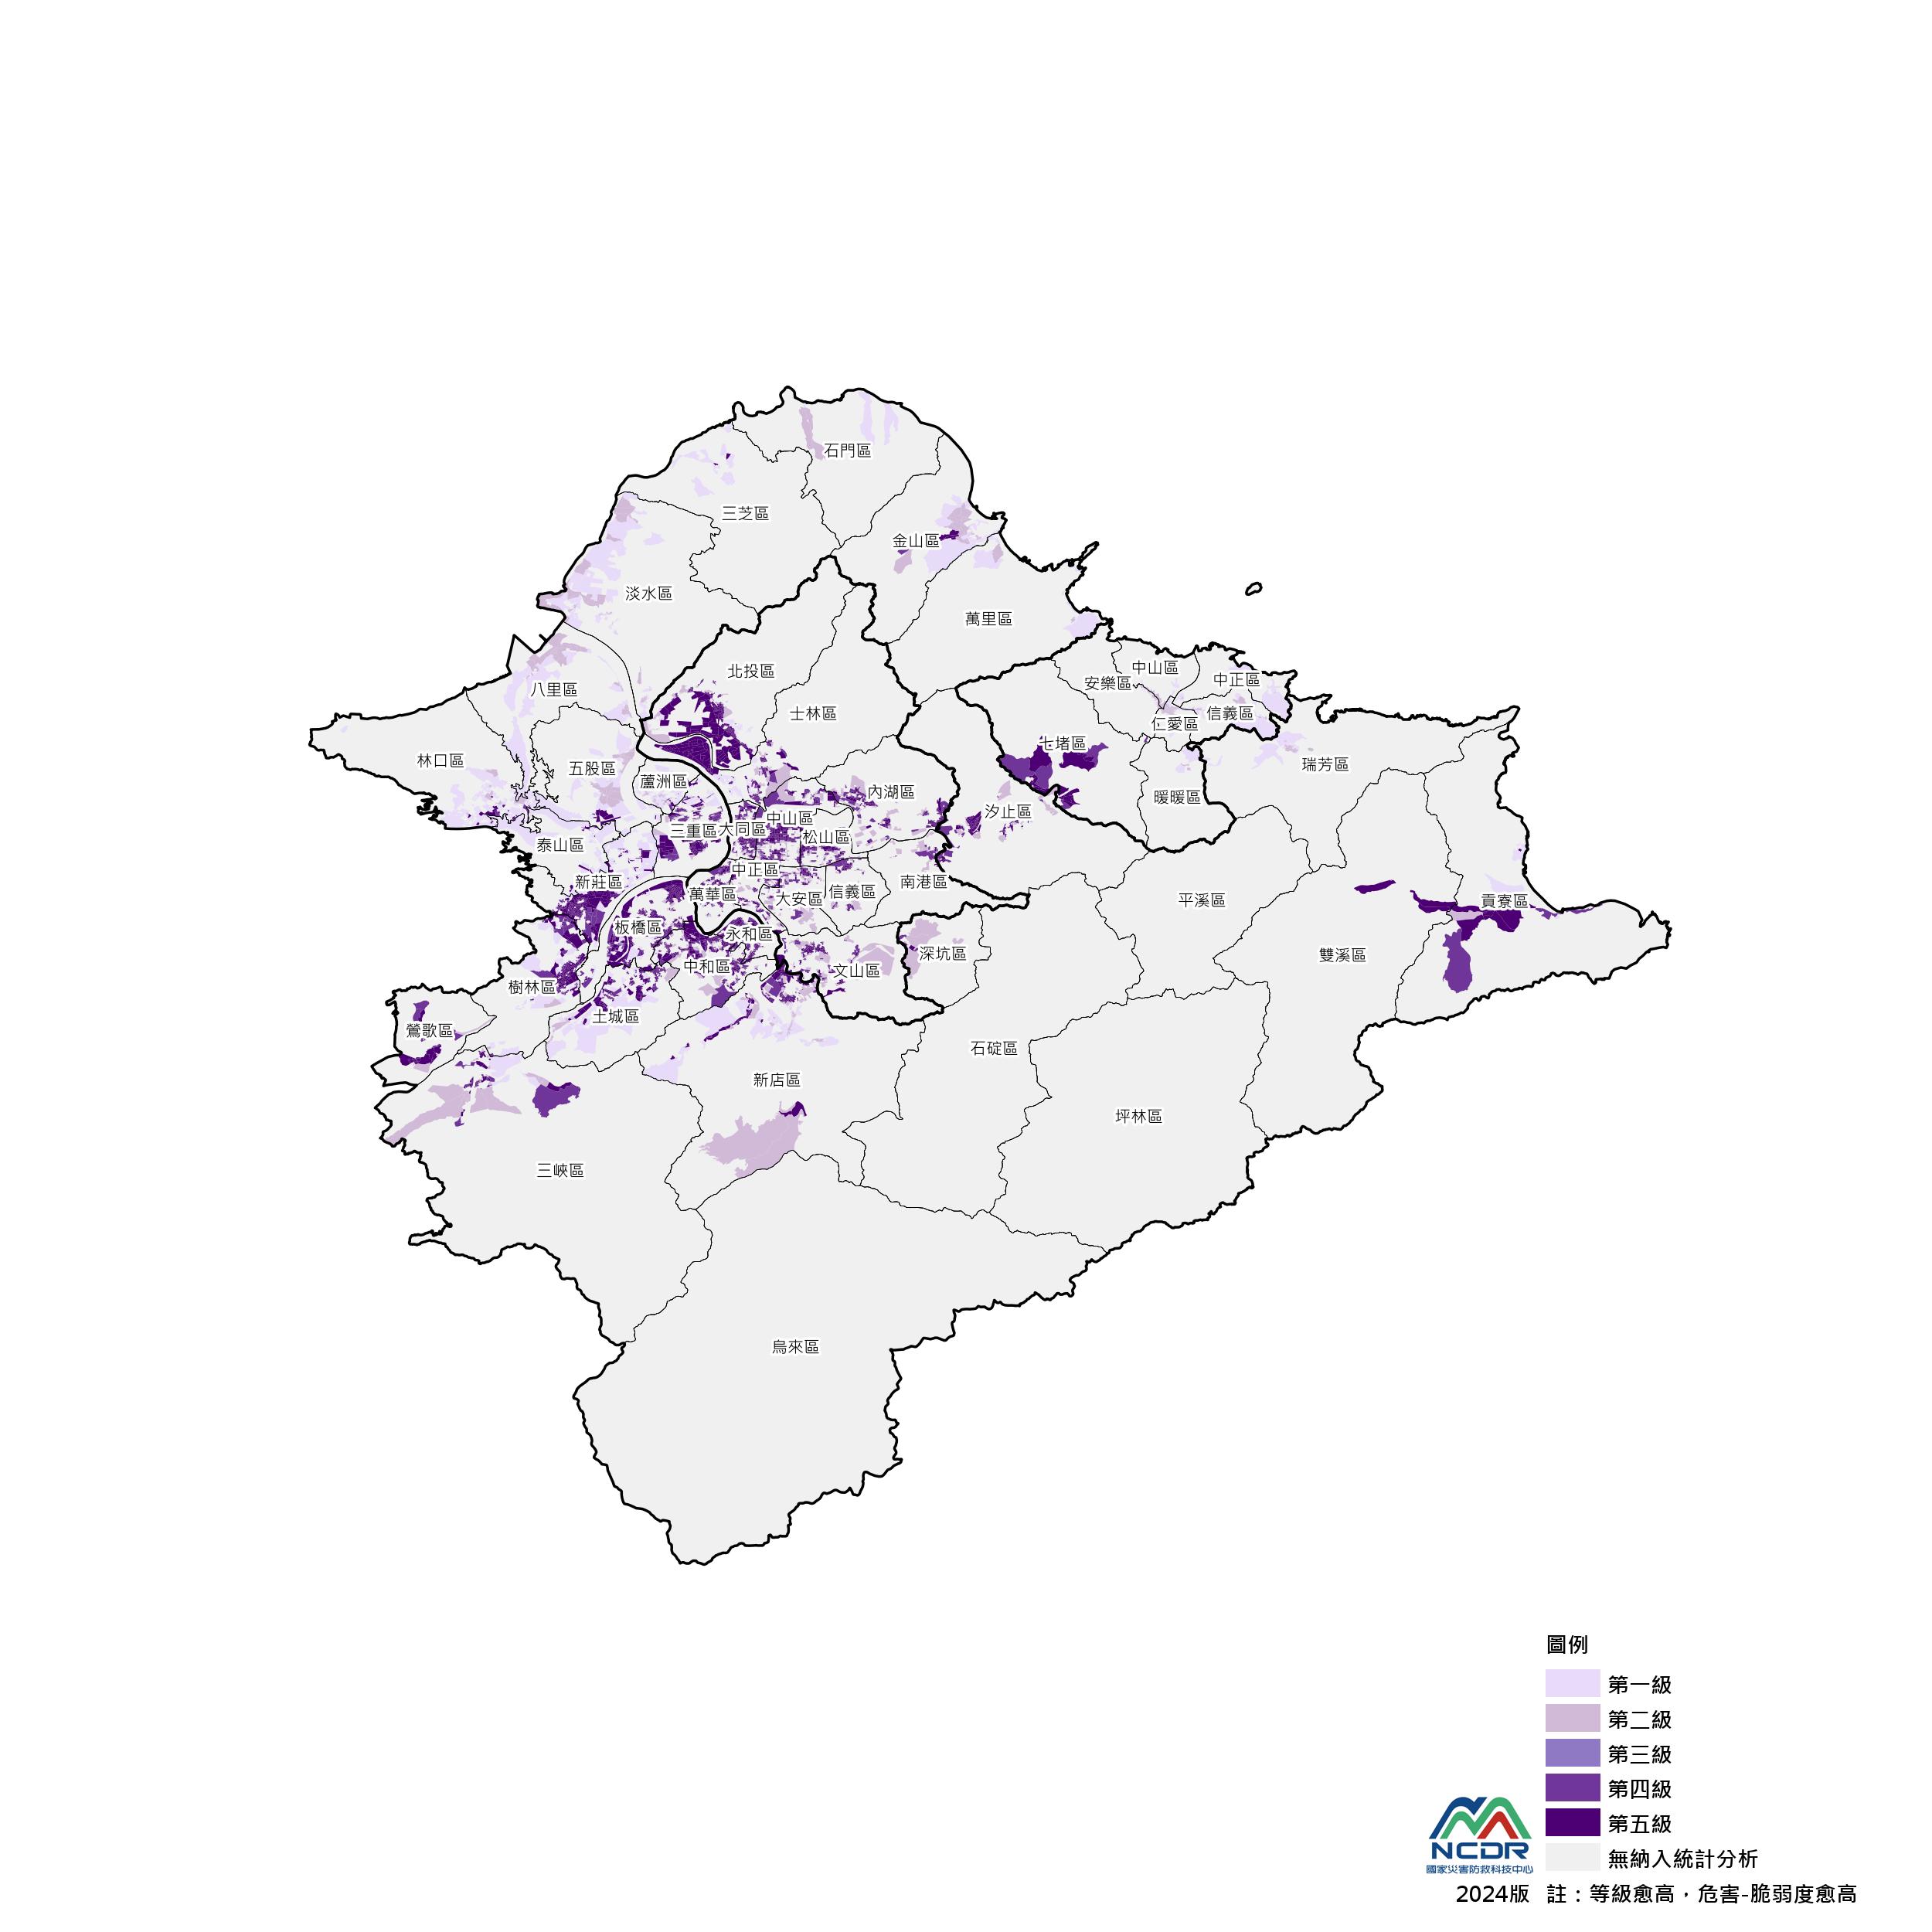 石門區
三芝區
金山區
淡水區
萬里區
北投區
中山區
中正區
安樂區
八里區
士林區
信義區
仁愛區
七堵區
林口區
五股區
瑞芳區
蘆洲區
內湖區
暖暖區
汐止區
中山區
三重區
大同區
松山區
泰山區
中正區
新莊區
南港區
萬華區
信義區
大安區
平溪區
貢寮區
板橋區
永和區
深坑區
雙溪區
中和區
文山區
樹林區
土城區
鶯歌區
石碇區
新店區
坪林區
三峽區
烏來區
圖例
第一級
第二級
第三級
第四級
第五級
無納入統計分析
NCDR
國家災害防救科技中心
2024版 註：等級愈高，危害-脆弱度愈高